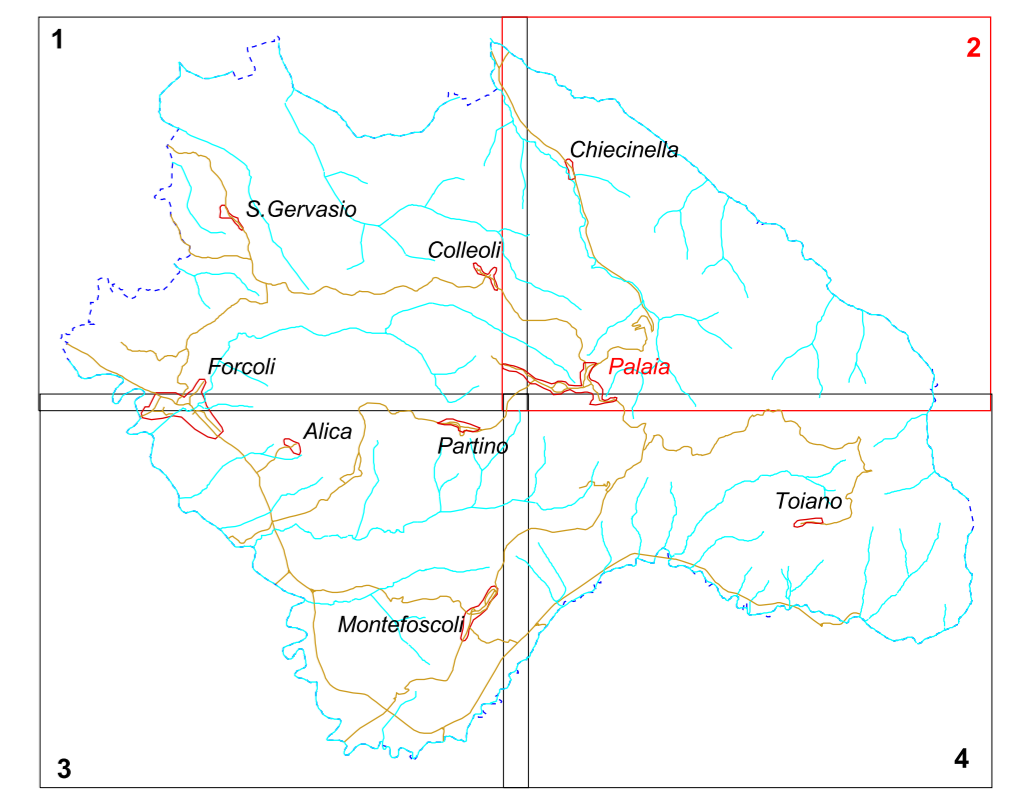 1
2
Chiecinella
S.Gervasio
Colleoli
Forcoli
Palaia
Alica
Partino
Toiano
Montefoscoli
3
4